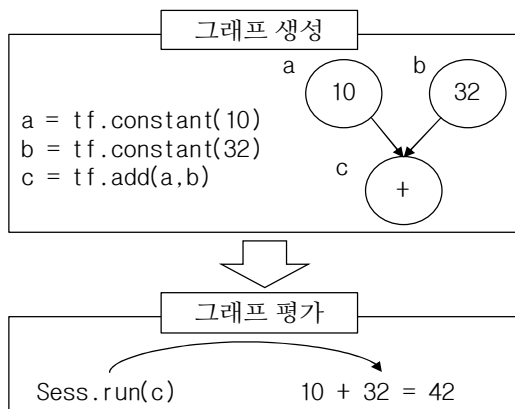 그래프 생성
a
b
10
32
a = tf.constant(10)
b = tf.constant(32)
c = tf.add(a,b)
c
+
그래프 평가
Sess.run(c)
10 + 32 = 42